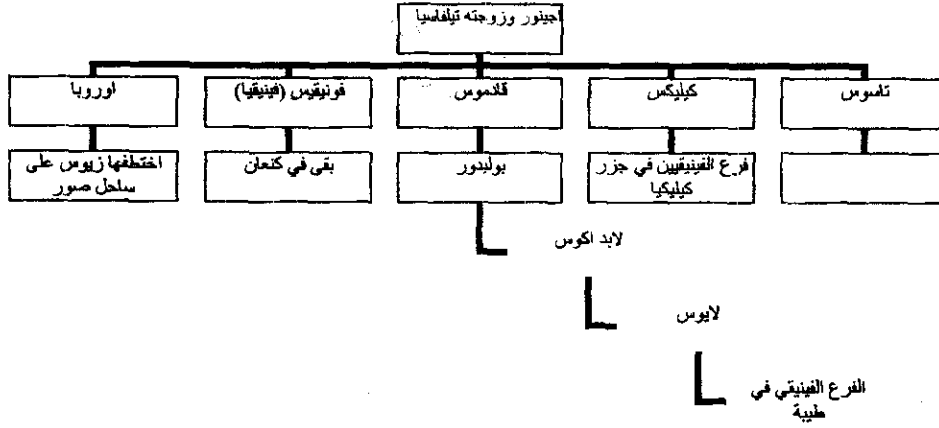 اجينور وزوجته تيلفاسيا
تاسوس
كيليكس
قادموس
فونيقيس (فينيقيا)
اوروبا
فرع الفينيقيين في جزر
كيليكيا
بوليدور
بقى في كنعان
اختطفها زيوس على
ساحل صور
لابد اكوس
لايوس
الفرع الفينيقي في
طيبة